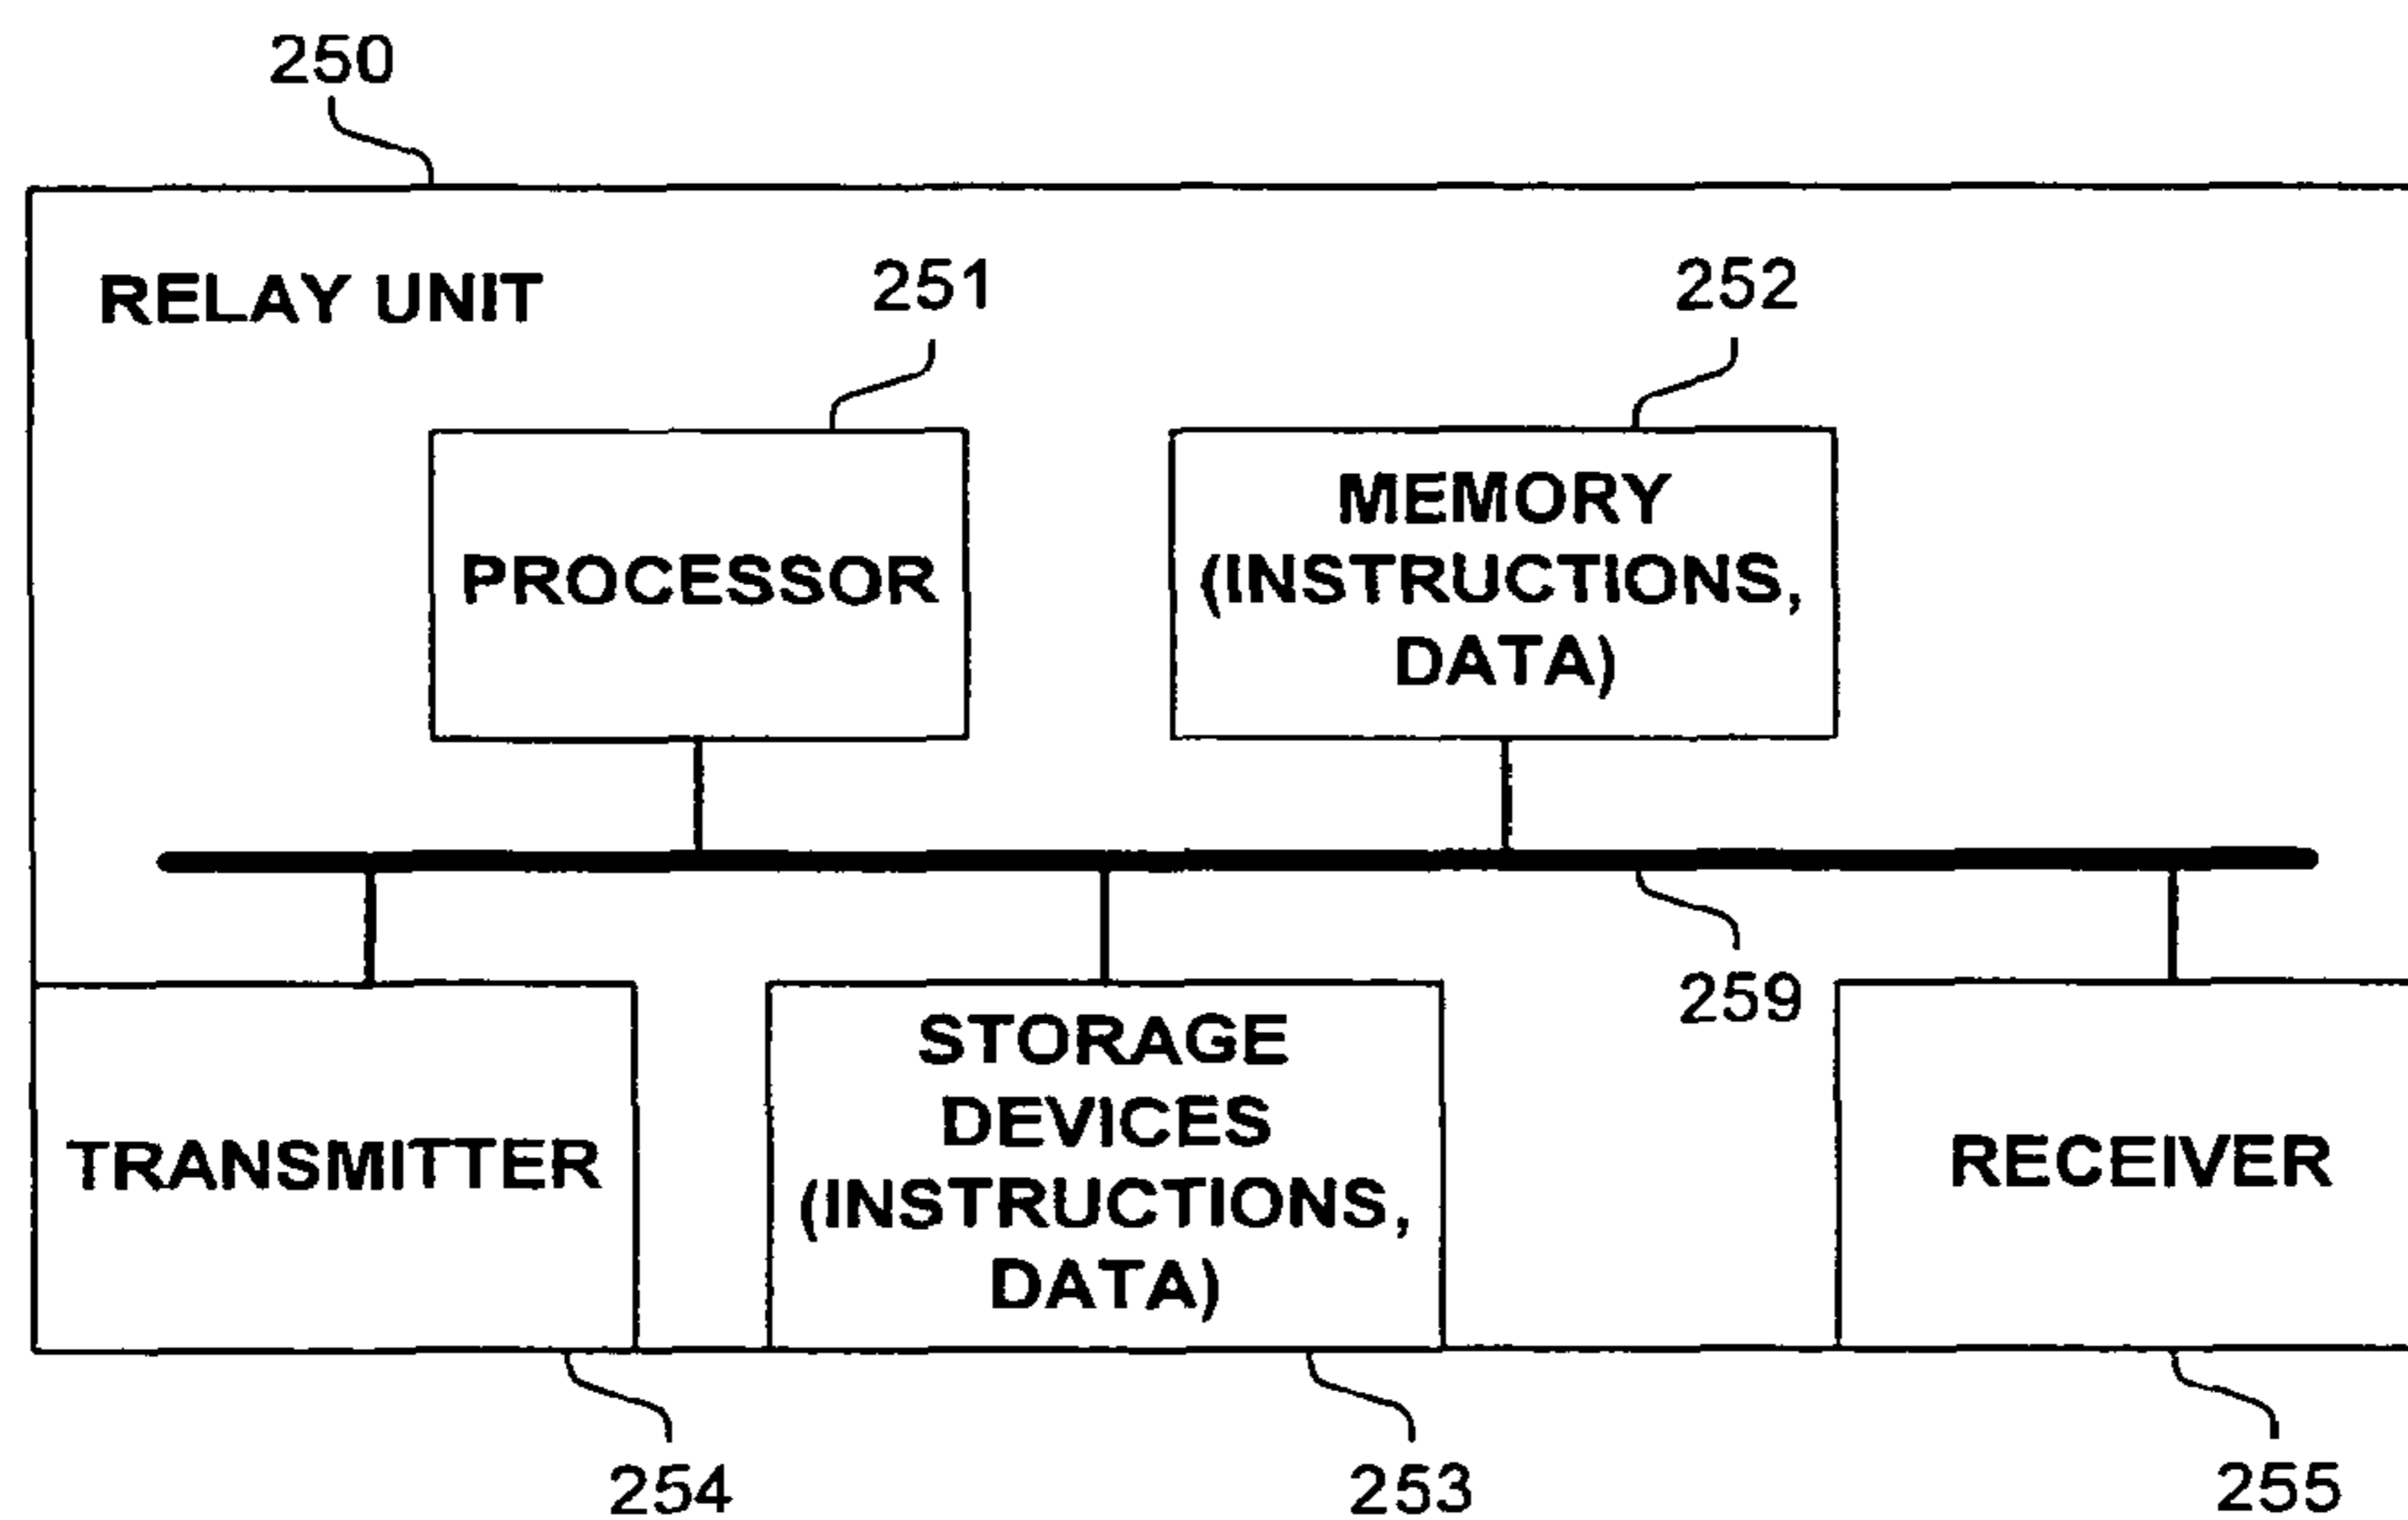 250
RELAY UNIT
251
252
PROCESSOR
MEMORY
(INSTRUCTIONS,
DATA)
259
TRANSMITTER
STORAGE
DEVICES
(INSTRUCTIONS,
DATA)
RECEIVER
254
253
255